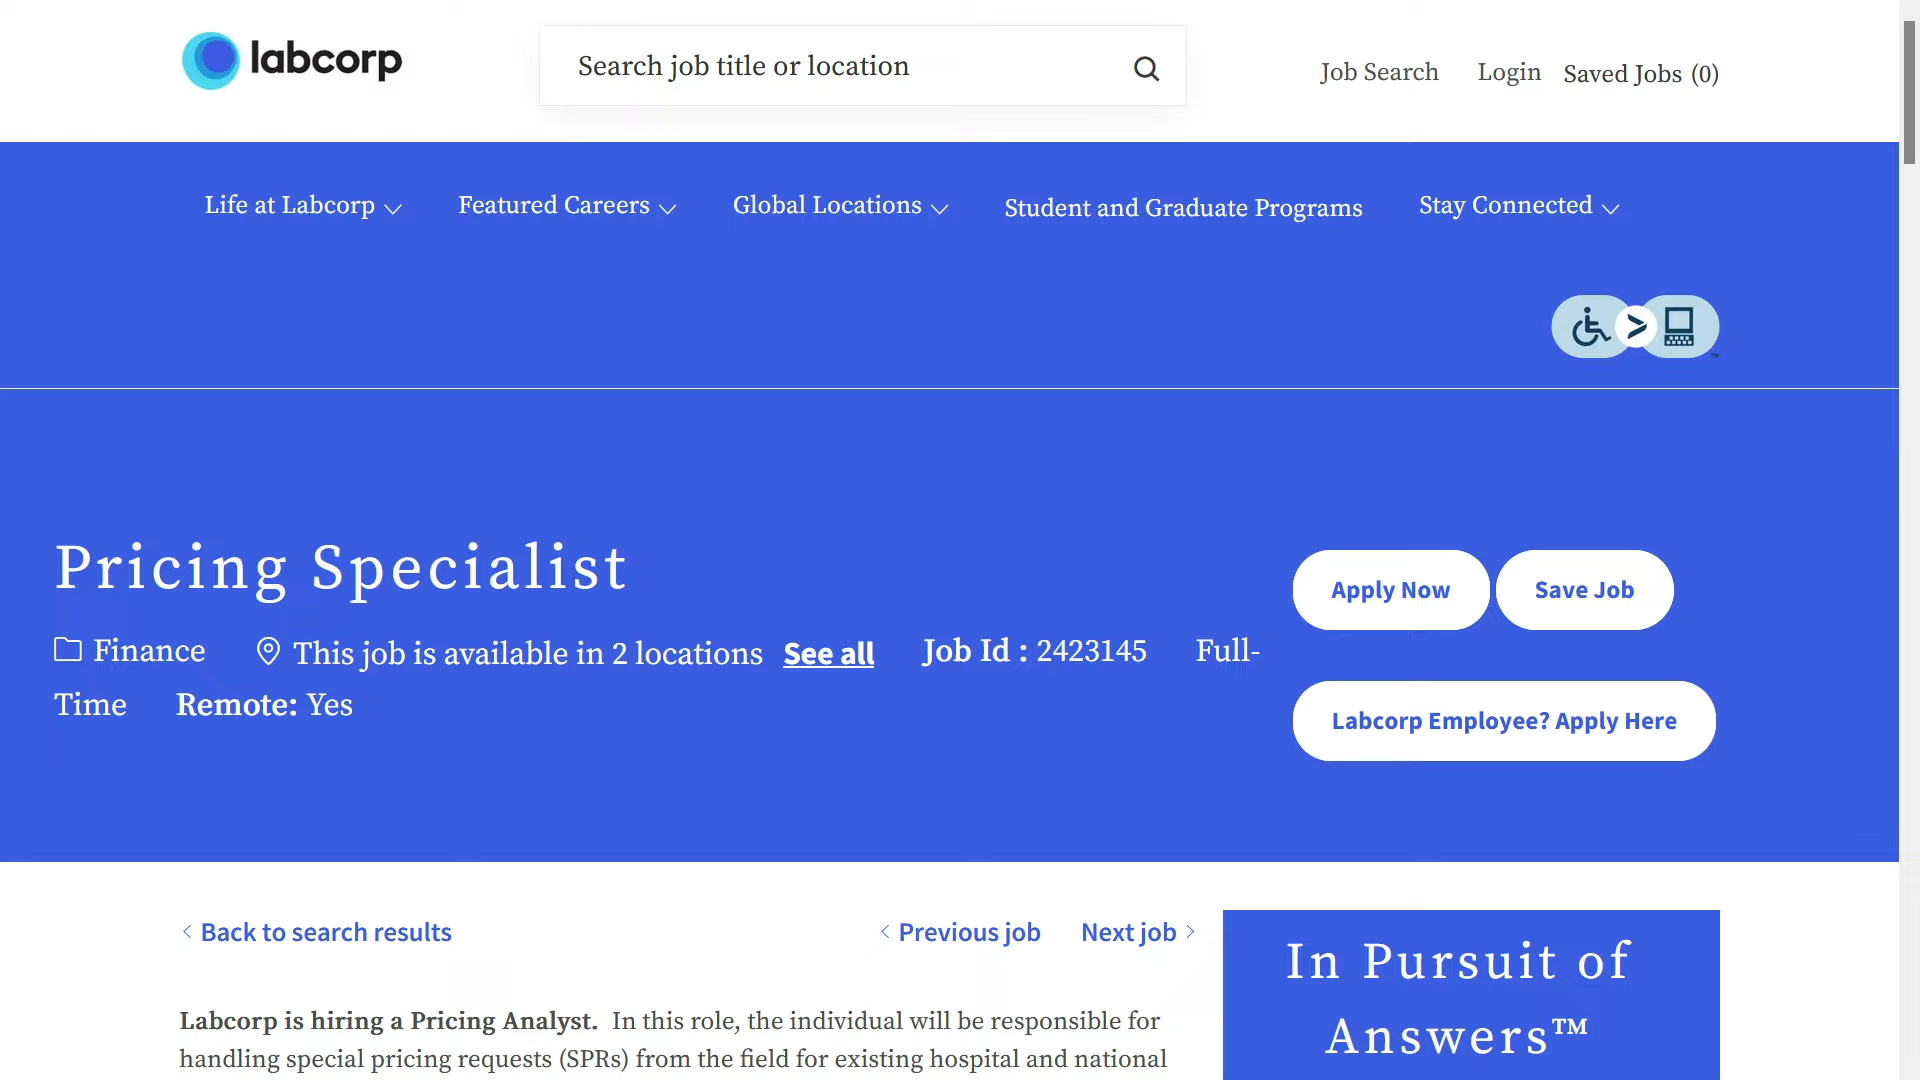 labcorp
Search job title or location
Job Search Login Saved Jobs (0)
Life at Labcorp Featured Careers Global Locations Student and Graduate Programs Stay Connected
TM
Pricing Specialist
Apply Now Save Job
Finance This job is available in 2 locations See all Job Id : 2423145 Full-
Time Remote: Yes
Labcorp Employee? Apply Here
Back to search results Previous job Next job
In Pursuit of
Answers™
Labcorp is hiring a Pricing Analyst. In this role, the individual will be responsible for
handling special pricing requests (SPRs) from the field for existing hospital and national